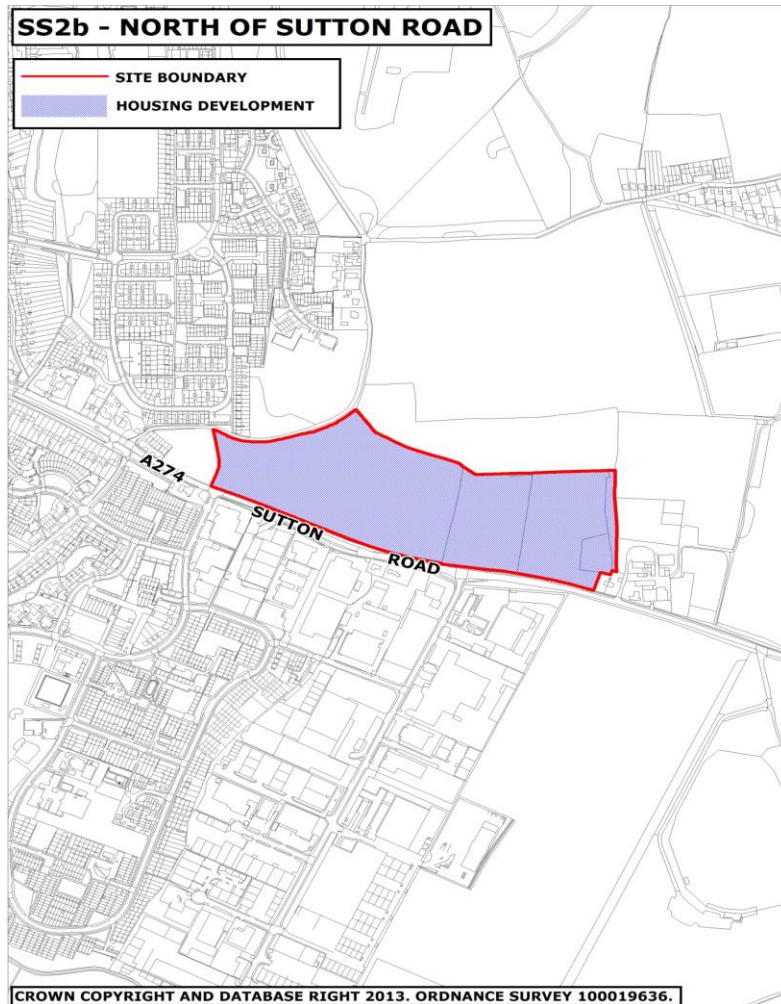 SS2b - NORTH OF SUTTON ROAD
SITE BOUNDARY
HOUSING DEVELOPMENT
A274
SUTTON
ROAD
CROWN COPYRIGHT AND DATABASE RIGHT 2013. ORDNANCE SURVEY 100019636.